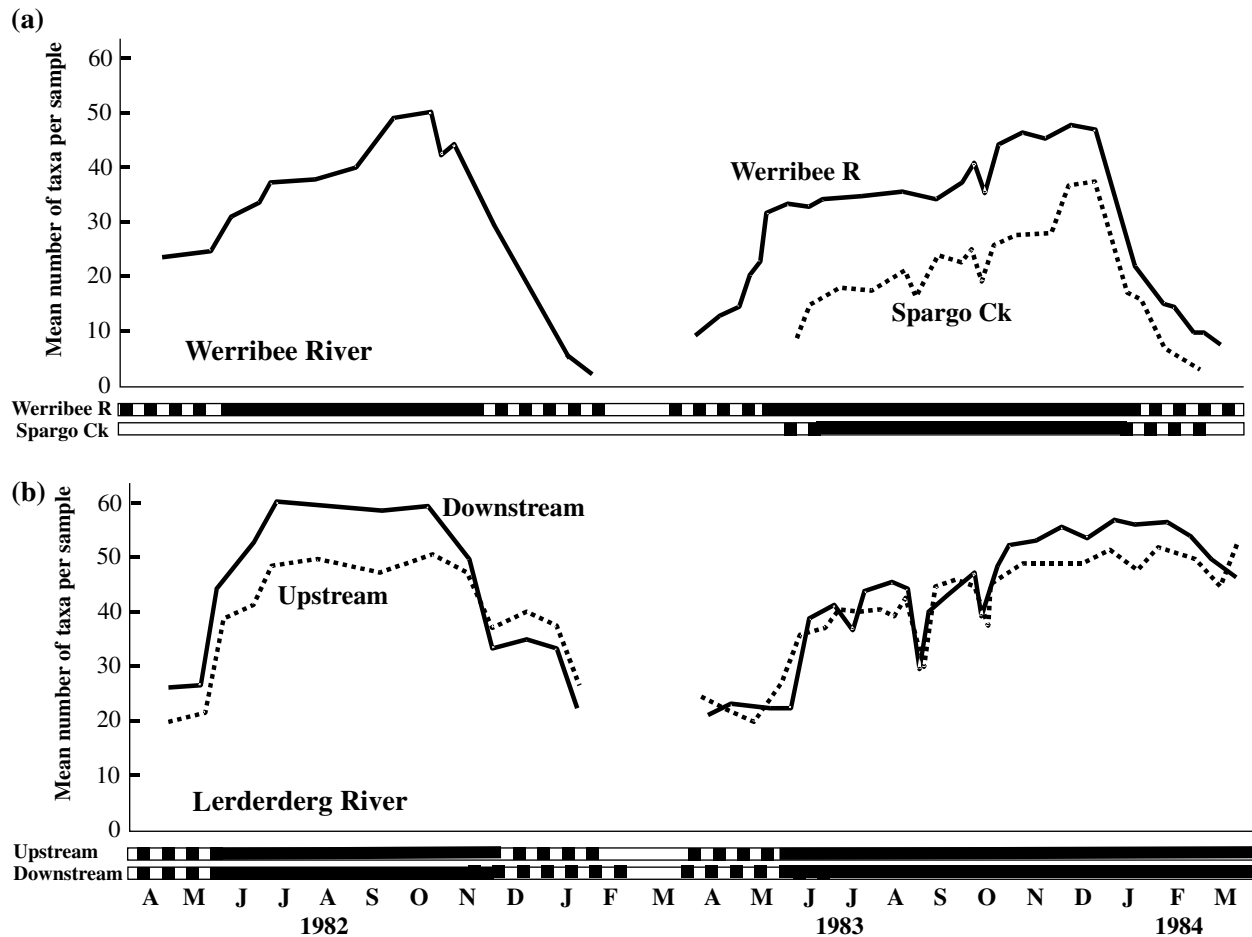 (a)
Mean number of taxa per sample
60
50
40
30
20
10
0
Werribee R
Spargo Ck
Werribee River
Werribee R
Spargo Ck
(b)
Mean number of taxa per sample
60
50
40
30
20
10
0
Downstream
Upstream
Lerderderg River
Upstream
Downstream
A M J J A S O N D J F M A M J J A S O N D J F M
1982 1983 1984